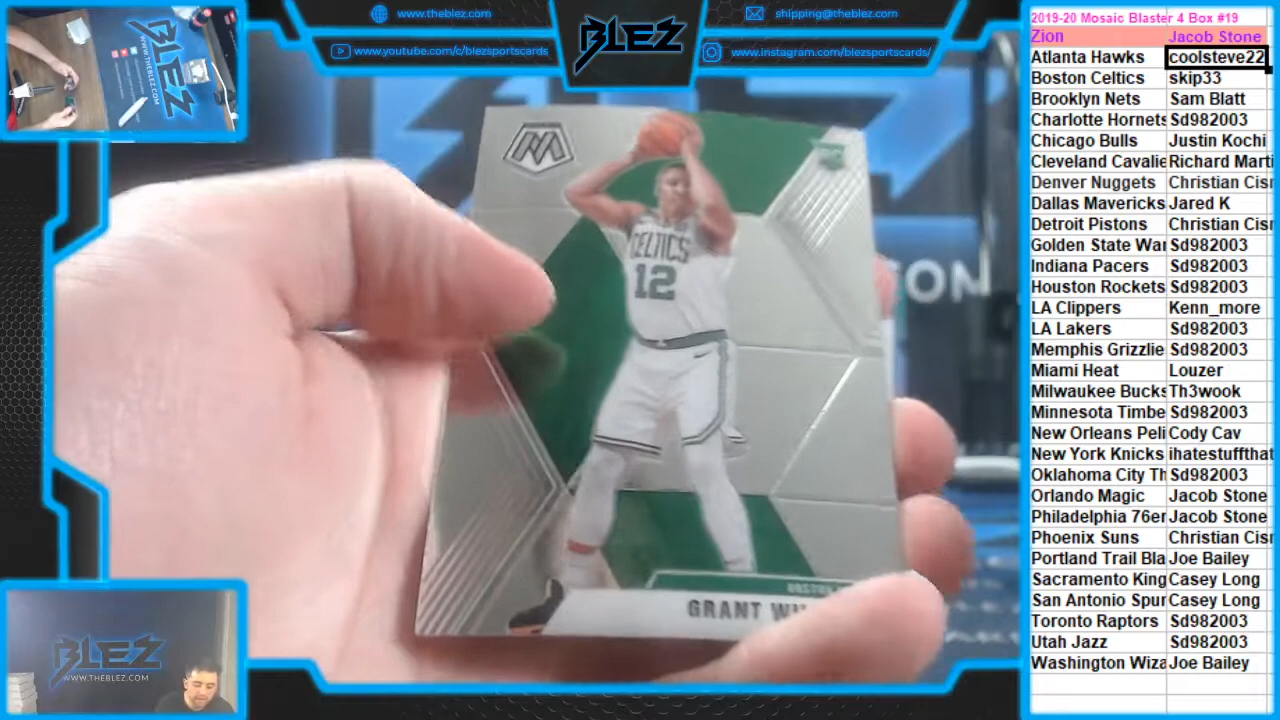 www.theblez.com
shipping@theblez.com
www.youtube.com/c/blezsportscards
www.instagram.com/blezsportscards/
BLEZ
BLEZ
WWW.THEBLEZ.COM
CELTICS
12
GRANT
BLEZ
WWW.THEBLEZ.COM
2019-20 Mosaic Blaster 4 Box #19
Zion Jacob Stone
Atlanta Hawks coolsteve22
Boston Celtics skip33
Brooklyn Nets Sam Blatt
Charlotte Hornets Sd982003
Chicago Bulls Justin Kochi
Cleveland Cavalie Richard Marti
Denver Nuggets Christian Cisr
Dallas Mavericks Jared K
Detroit Pistons Christian Cisr
Golden State War Sd982003
Indiana Pacers Sd982003
Houston Rockets Sd982003
LA Clippers Kenn_more
LA Lakers Sd982003
Memphis Grizzlie Sd982003
Miami Heat Louzer
Milwaukee Bucks Th3wook
Minnesota Timbe Sd982003
New Orleans Peli Cody Cav
New York Knicks ihatestuffthat
Oklahoma City Th Sd982003
Orlando Magic Jacob Stone
Philadelphia 76er Jacob Stone
Phoenix Suns Christian Cisr
Portland Trail Bla Joe Bailey
Sacramento King Casey Long
San Antonio Spur Casey Long
Toronto Raptors Sd982003
Utah Jazz Sd982003
Washington Wiza Joe Bailey